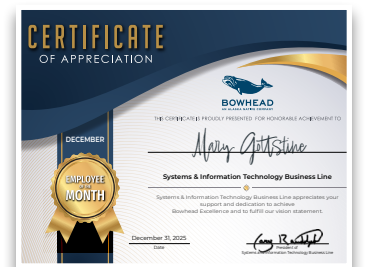 CERTIFICATE
OF APPRECIATION
BOWHEAD
AN ALASKA NATIVE COMPANY
THIS CERTIFICATE IS PROUDLY PRESENTED FOR HONORABLE ACHIEVEMENT TO
DECEMBER
Mary Gottstine
EMPLOYEE
OF THE
MONTH
Systems & Information Technology Business Line
Systems & Information Technology Business Line appreciates your
support and dedication to achieve
Bowhead Excellence and to fulfill our vision statement.
December 31, 2025
Date
President of
Systems and Information Technology Business Line